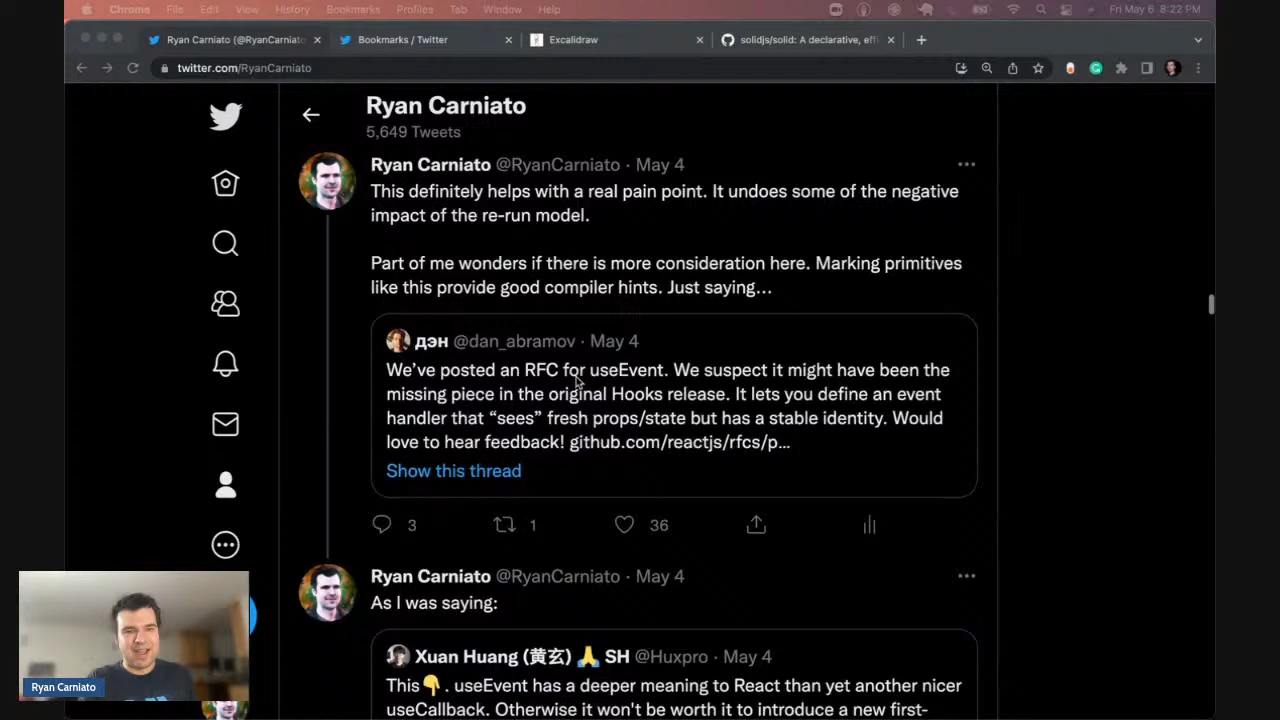 Chrome File Edit View History Bookmarks Profiles Tab Window Help
Fri May 6 8:22 PM
Ryan Carniato (@RyanCarniato
Bookmarks / Twitter
Excalidraw
solidjs/solid: A declarative, effi
twitter.com/RyanCarniato
Ryan Carniato
5,649 Tweets
Ryan Carniato @RyanCarniato · May 4
This definitely helps with a real pain point. It undoes some of the negative
impact of the re-run model.
Part of me wonders if there is more consideration here. Marking primitives
like this provide good compiler hints. Just saying...
дэн @dan_abramov · May 4
We’ve posted an RFC for useEvent. We suspect it might have been the
missing piece in the original Hooks release. It lets you define an event
handler that “sees” fresh props/state but has a stable identity. Would
love to hear feedback! github.com/reactjs/rfcs/p...
Show this thread
3 1 36
Ryan Carniato @RyanCarniato · May 4
As I was saying:
Xuan Huang (黄玄) 🙏 SH @Huxpro · May 4
This👇. useEvent has a deeper meaning to React than yet another nicer
useCallback. Otherwise it won't be worth it to introduce a new first-
Ryan Carniato